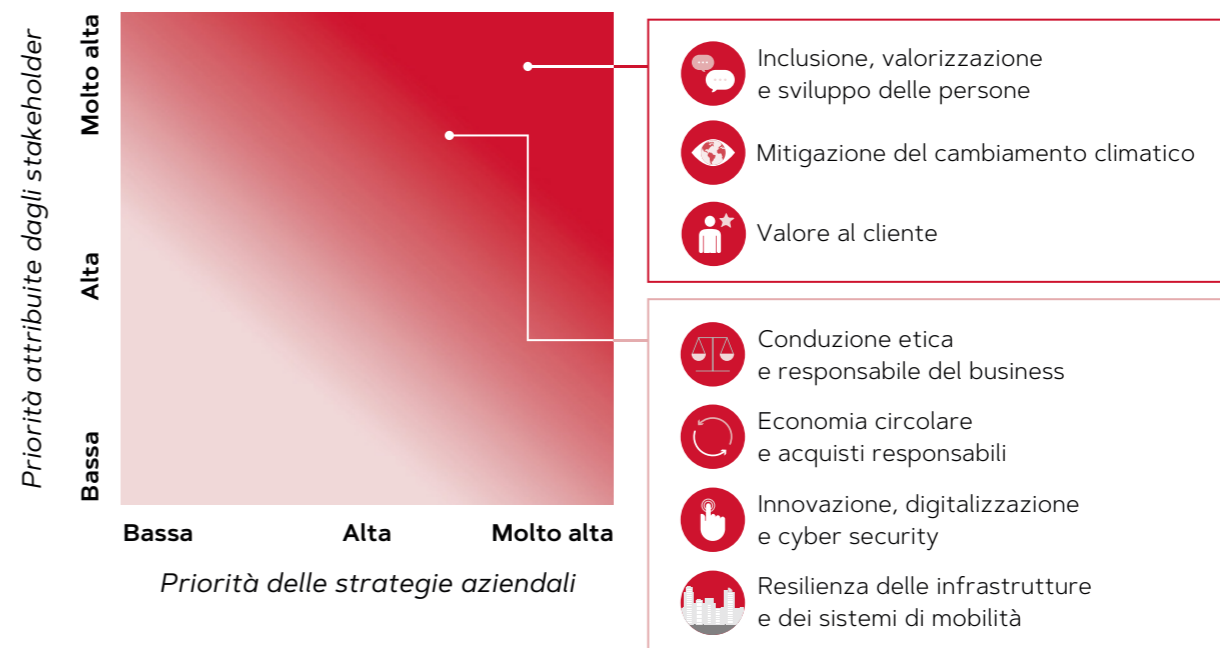 Priorità attribuite dagli stakeholder
Molto alta
Alta
Bassa
Bassa
Alta
Molto alta
Priorità delle strategie aziendali
Inclusione, valorizzazione
e sviluppo delle persone
Mitigazione del cambiamento climatico
Valore al cliente
Conduzione etica
e responsabile del business
Economia circolare
e acquisti responsabili
Innovazione, digitalizzazione
e cyber security
Resilienza delle infrastrutture
e dei sistemi di mobilità